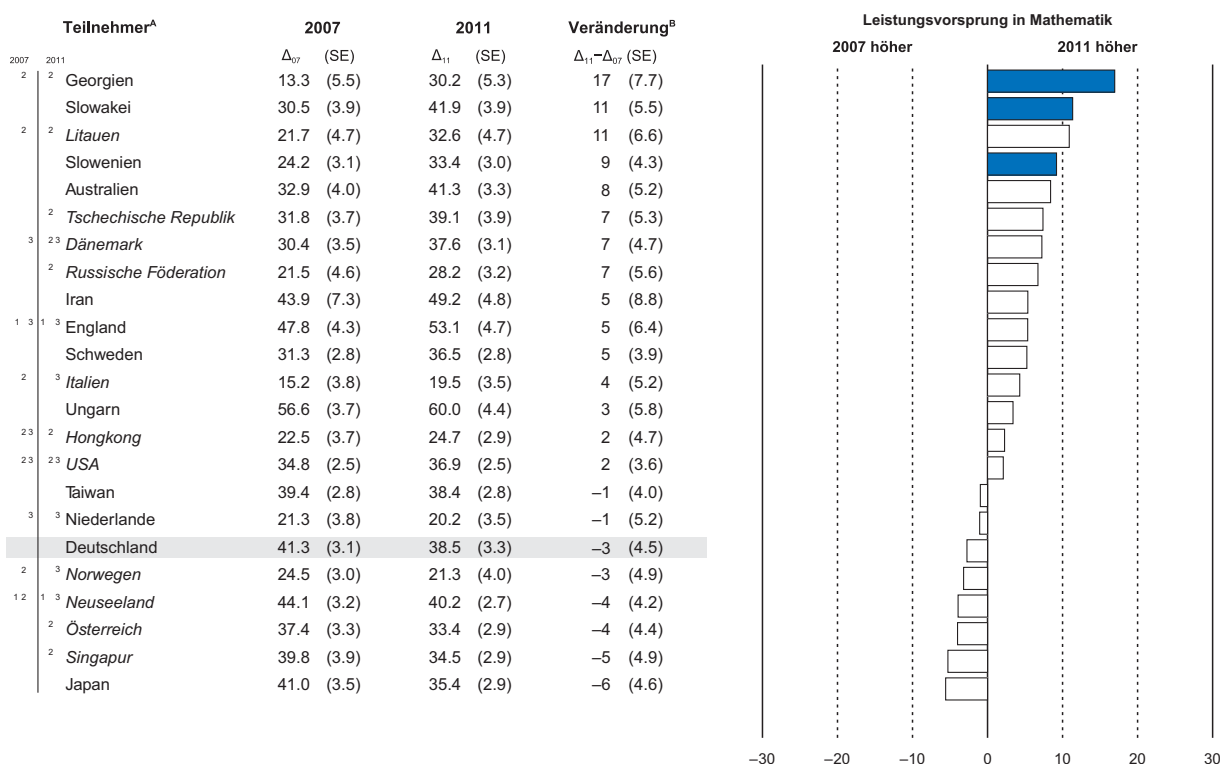 Teilnehmerᴬ 2007 2011 Veränderungᴮ
2007 2011 Δ₀₇ (SE) Δ₁₁ (SE) Δ₁₁−Δ₀₇ (SE)
² ² Georgien 13.3 (5.5) 30.2 (5.3) 17 (7.7)
Slowakei 30.5 (3.9) 41.9 (3.9) 11 (5.5)
² ² Litauen 21.7 (4.7) 32.6 (4.7) 11 (6.6)
Slowenien 24.2 (3.1) 33.4 (3.0) 9 (4.3)
Australien 32.9 (4.0) 41.3 (3.3) 8 (5.2)
² Tschechische Republik 31.8 (3.7) 39.1 (3.9) 7 (5.3)
³ ² ³ Dänemark 30.4 (3.5) 37.6 (3.1) 7 (4.7)
² Russische Föderation 21.5 (4.6) 28.2 (3.2) 7 (5.6)
Iran 43.9 (7.3) 49.2 (4.8) 5 (8.8)
¹ ³ ¹ ³ England 47.8 (4.3) 53.1 (4.7) 5 (6.4)
Schweden 31.3 (2.8) 36.5 (2.8) 5 (3.9)
² ³ Italien 15.2 (3.8) 19.5 (3.5) 4 (5.2)
Ungarn 56.6 (3.7) 60.0 (4.4) 3 (5.8)
² ³ ² Hongkong 22.5 (3.7) 24.7 (2.9) 2 (4.7)
² ³ ² ³ USA 34.8 (2.5) 36.9 (2.5) 2 (3.6)
Taiwan 39.4 (2.8) 38.4 (2.8) −1 (4.0)
³ ³ Niederlande 21.3 (3.8) 20.2 (3.5) −1 (5.2)
Deutschland 41.3 (3.1) 38.5 (3.3) −3 (4.5)
² ³ Norwegen 24.5 (3.0) 21.3 (4.0) −3 (4.9)
¹ ² ¹ ³ Neuseeland 44.1 (3.2) 40.2 (2.7) −4 (4.2)
² Österreich 37.4 (3.3) 33.4 (2.9) −4 (4.4)
² Singapur 39.8 (3.9) 34.5 (2.9) −5 (4.9)
Japan 41.0 (3.5) 35.4 (2.9) −6 (4.6)
Leistungsvorsprung in Mathematik
2007 höher 2011 höher
−30 −20 −10 0 10 20 30